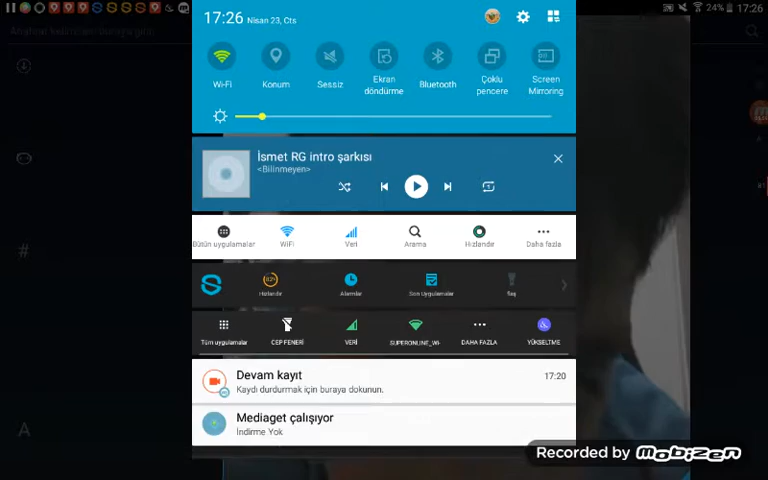 24% 17:26
17:26 Nisan 23, Cts
Wi-Fi
Konum
Sessiz
Ekran
döndürme
Bluetooth
Çoklu
pencere
Screen
Mirroring
İsmet RG intro şarkısı
<Bilinmeyen>
Bütün uygulamalar
WiFi
Veri
Arama
Hızlandır
Daha fazla
Hızlandır
Alarmlar
Son Uygulamalar
Tüm uygulamalar
CEP FENERİ
VERİ
SUPERONLINE_WI-
DAHA FAZLA
YÜKSELTME
Devam kayıt 17:20
Kaydı durdurmak için buraya dokunun.
Mediaget çalışıyor
İndirme Yok
Recorded by mobizen
#
A